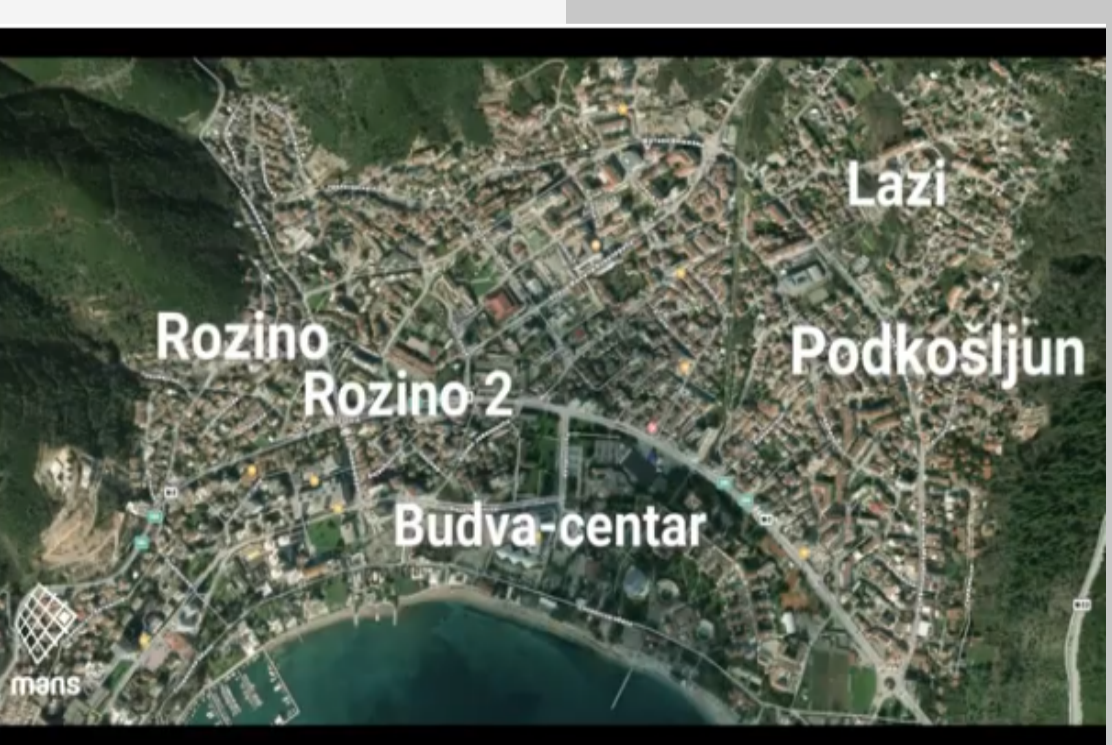 Lazi
Rozino
Podkošljun
Rozino 2
Budva-centar
mans